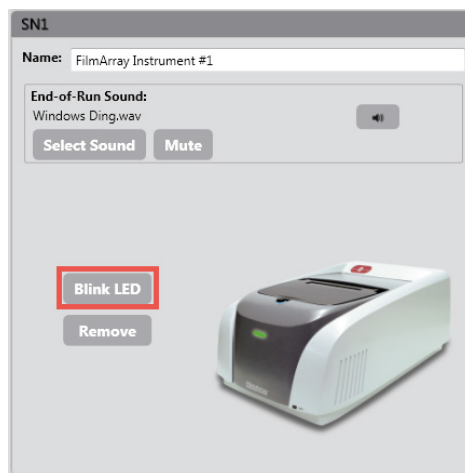 SN1
Name: FilmArray Instrument #1
End-of-Run Sound:
Windows Ding.wav
Select Sound Mute
Blink LED
Remove